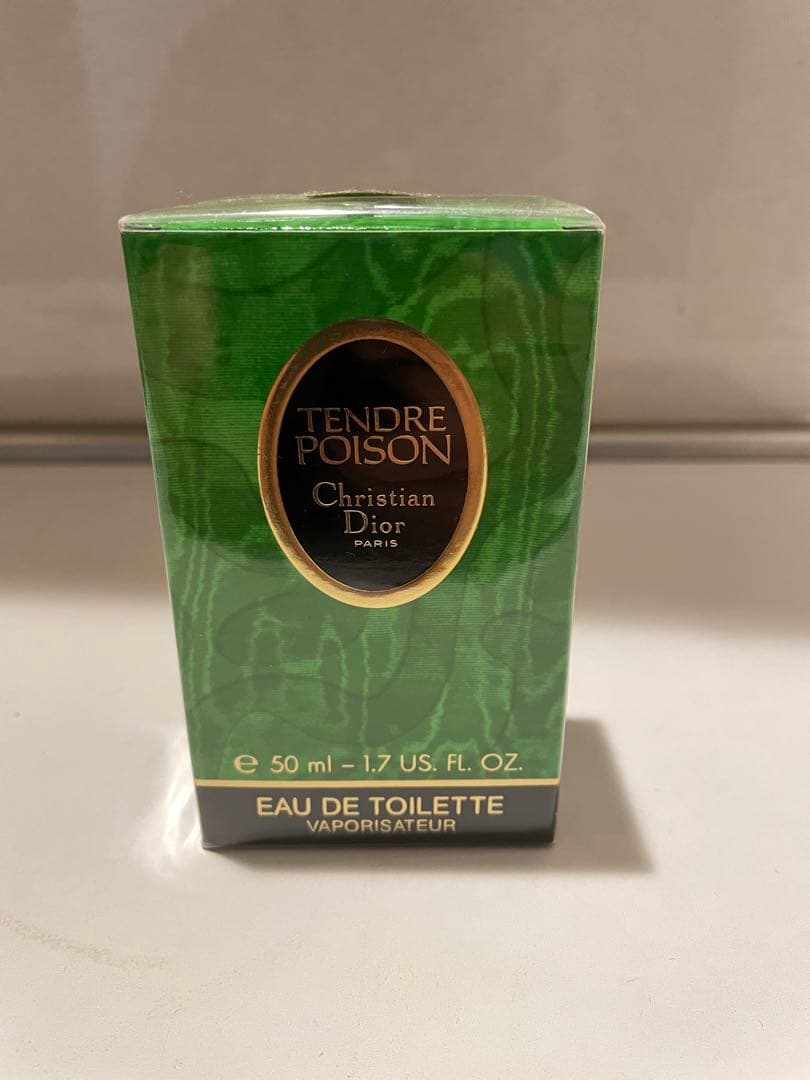 TENDRE
POISON
Christian
Dior
PARIS
℮ 50 ml – 1.7 US. FL. OZ.
EAU DE TOILETTE
VAPORISATEUR